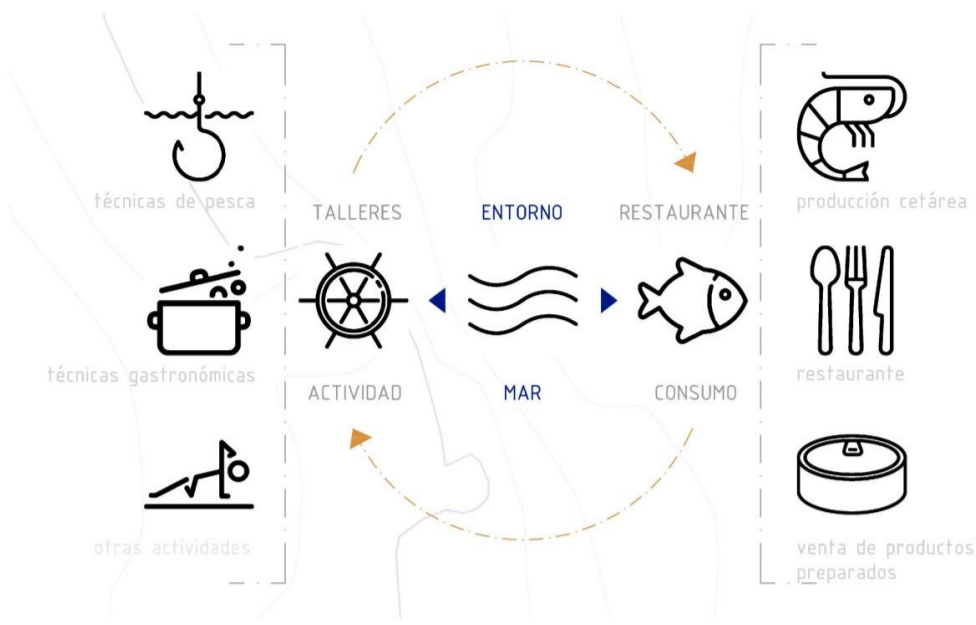 técnicas de pesca
técnicas gastronómicas
otras actividades
TALLERES
ENTORNO
RESTAURANTE
ACTIVIDAD
MAR
CONSUMO
producción cetárea
restaurante
venta de productos
preparados